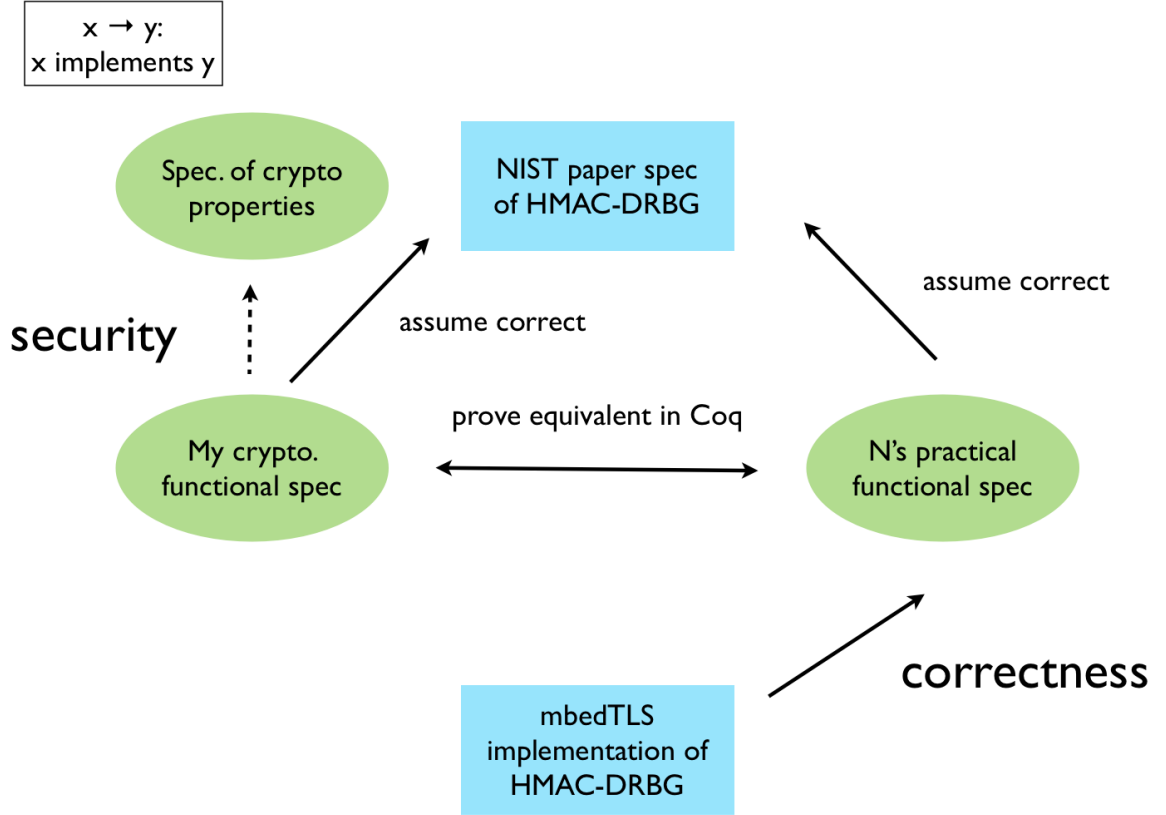 x → y:
x implements y
Spec. of crypto
properties
NIST paper spec
of HMAC-DRBG
assume correct
security
assume correct
prove equivalent in Coq
My crypto.
functional spec
N's practical
functional spec
correctness
mbedTLS
implementation of
HMAC-DRBG